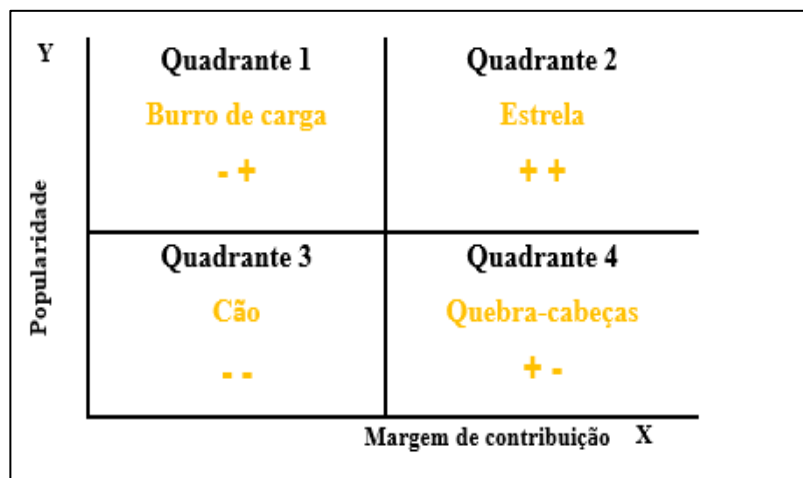 Y
Quadrante 1
Quadrante 2
Burro de carga
Estrela
- +
+ +
Popularidade
Quadrante 3
Quadrante 4
Cão
Quebra-cabeças
- -
+ -
Margem de contribuição X